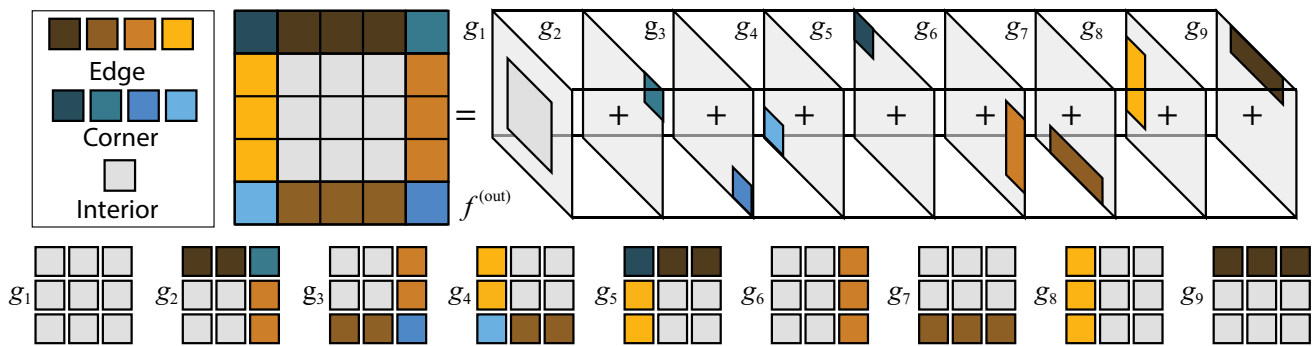 Edge
Corner
Interior
=
f(out)
g1 g2 g3 g4 g5 g6 g7 g8 g9
+ + + + + + + +
g1 g2 g3 g4 g5 g6 g7 g8 g9